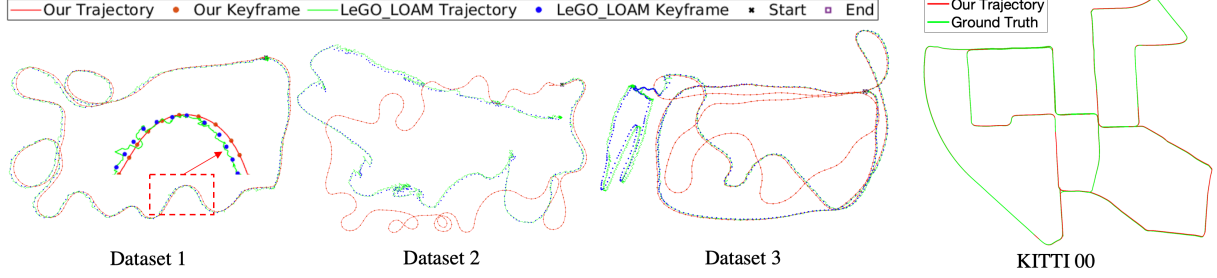 Our Trajectory Our Keyframe LeGO_LOAM Trajectory LeGO_LOAM Keyframe Start End
Our Trajectory
Ground Truth
Dataset 1 Dataset 2 Dataset 3 KITTI 00